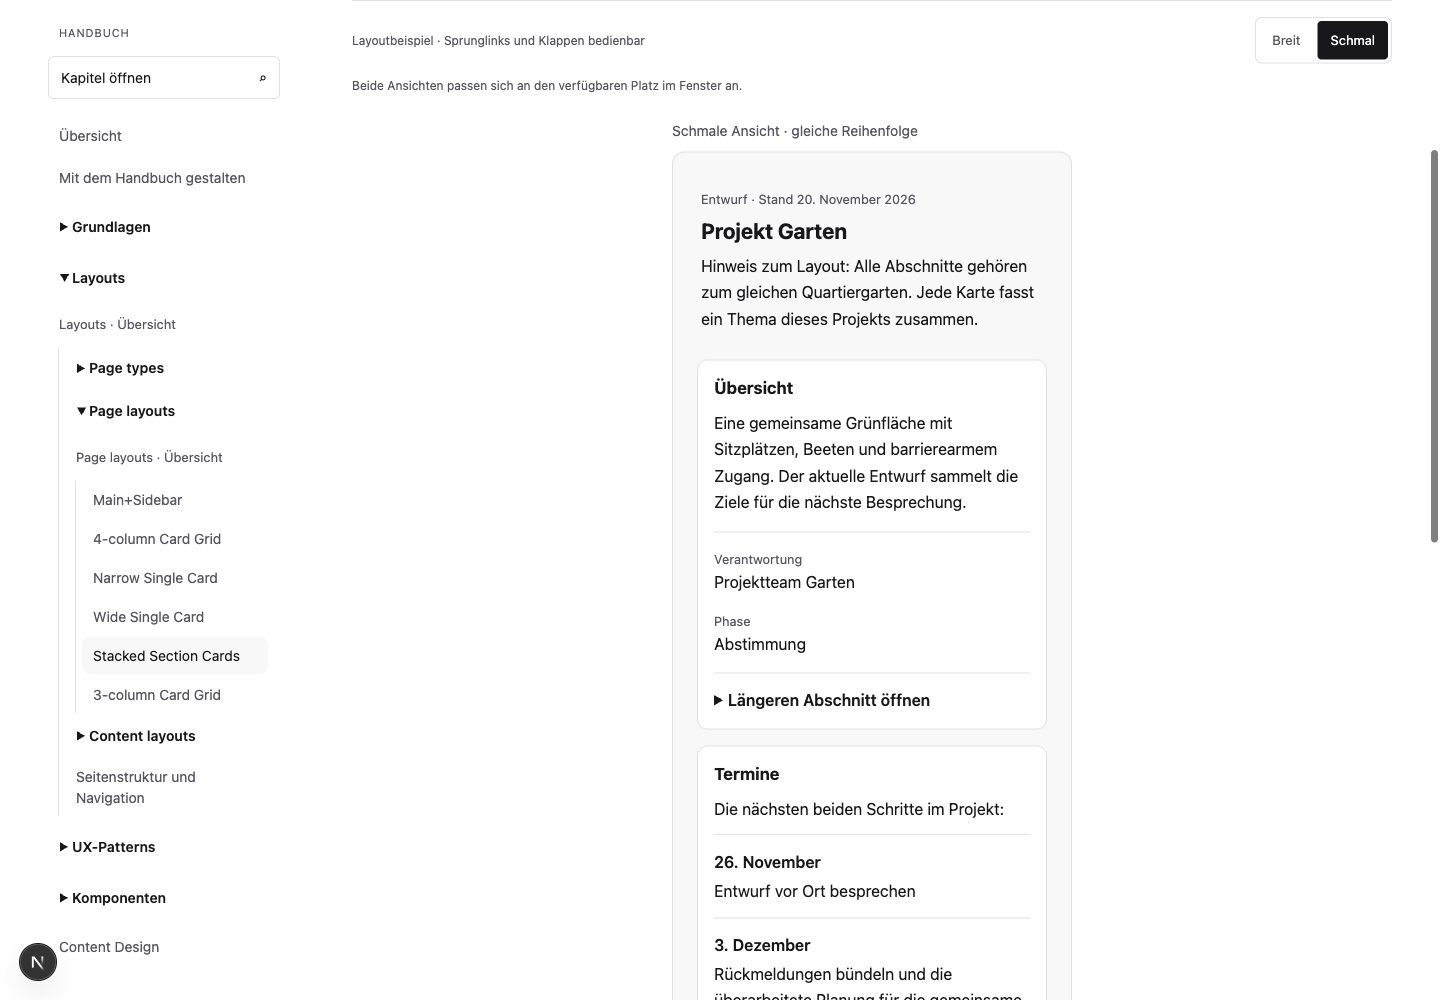 HANDBUCH
Kapitel öffnen
Übersicht
Mit dem Handbuch gestalten
Grundlagen
Layouts
Layouts · Übersicht
Page types
Page layouts
Page layouts · Übersicht
Main+Sidebar
4-column Card Grid
Narrow Single Card
Wide Single Card
Stacked Section Cards
3-column Card Grid
Content layouts
Seitenstruktur und
Navigation
UX-Patterns
Komponenten
Content Design
N
Layoutbeispiel · Sprunglinks und Klappen bedienbar
Breit
Schmal
Beide Ansichten passen sich an den verfügbaren Platz im Fenster an.
Schmale Ansicht · gleiche Reihenfolge
Entwurf · Stand 20. November 2026
Projekt Garten
Hinweis zum Layout: Alle Abschnitte gehören
zum gleichen Quartiergarten. Jede Karte fasst
ein Thema dieses Projekts zusammen.
Übersicht
Eine gemeinsame Grünfläche mit
Sitzplätzen, Beeten und barrierearmem
Zugang. Der aktuelle Entwurf sammelt die
Ziele für die nächste Besprechung.
Verantwortung
Projektteam Garten
Phase
Abstimmung
Längeren Abschnitt öffnen
Termine
Die nächsten beiden Schritte im Projekt:
26. November
Entwurf vor Ort besprechen
3. Dezember
Rückmeldungen bündeln und die
überarbeitete Planung für die gemeinsame